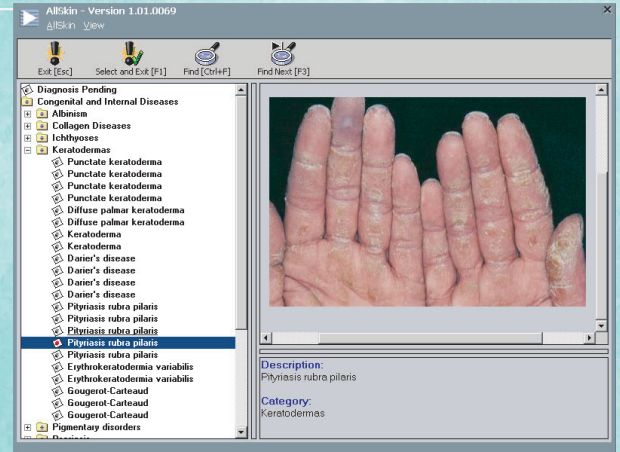 AllSkin - Version 1.01.0069
AllSkin View
Exit [Esc] Select and Exit [F1] Find [Ctrl+F] Find Next [F3]
Diagnosis Pending
Congenital and Internal Diseases
Albinism
Collagen Diseases
Ichthyoses
Keratodermas
Punctate keratoderma
Punctate keratoderma
Punctate keratoderma
Punctate keratoderma
Diffuse palmar keratoderma
Diffuse palmar keratoderma
Keratoderma
Keratoderma
Darier's disease
Darier's disease
Darier's disease
Darier's disease
Pityriasis rubra pilaris
Pityriasis rubra pilaris
Pityriasis rubra pilaris
Pityriasis rubra pilaris
Pityriasis rubra pilaris
Erythrokeratodermia variabilis
Erythrokeratodermia variabilis
Gougerot-Carteaud
Gougerot-Carteaud
Gougerot-Carteaud
Pigmentary disorders
Psoriasis
Description:
Pityriasis rubra pilaris
Category:
Keratodermas